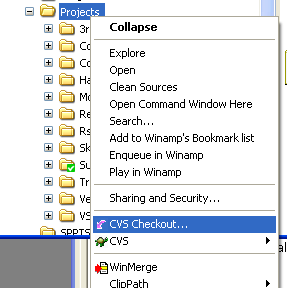 Projects
Collapse
3r
Co
Explore
Co
Open
Ha
Clean Sources
Mo
Open Command Window Here
Re
Search...
Rs
Add to Winamp's Bookmark list
Sk
Enqueue in Winamp
Su
Play in Winamp
Tr
Ve
Sharing and Security...
VS
CVS Checkout...
CVS
WinMerge
ClipPath